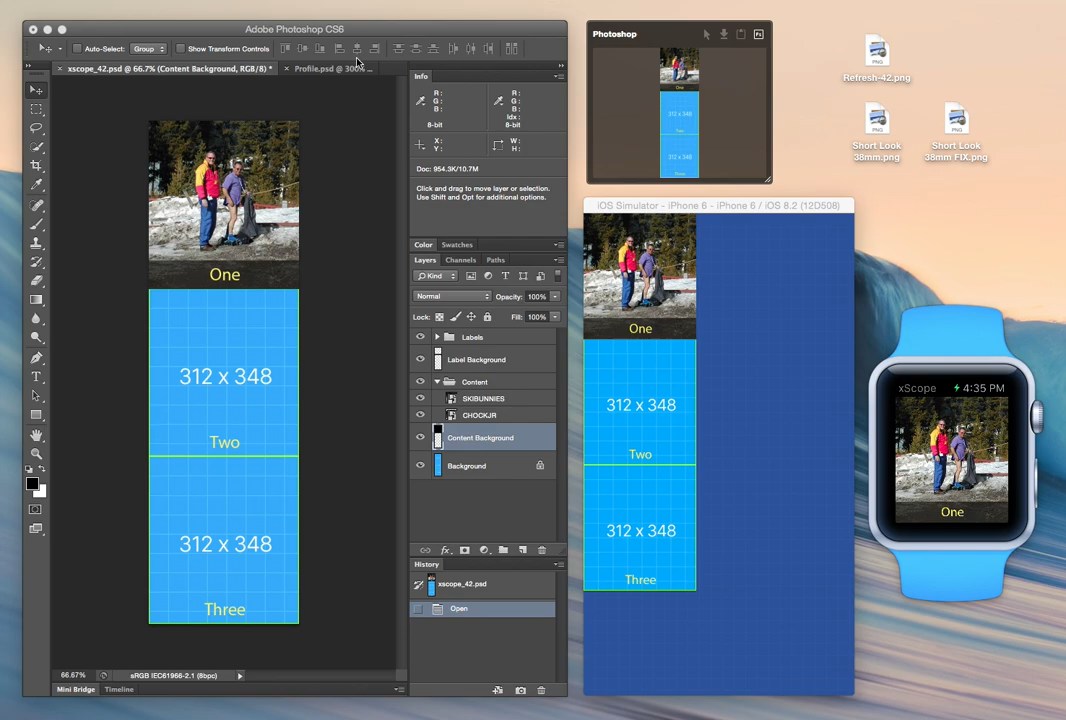 Adobe Photoshop CS6
Auto-Select:
Group
Show Transform Controls
xscope_42.psd @ 66.7% (Content Background, RGB/8) *
Profile.psd @ 300% ...
One
312 x 348
Two
312 x 348
Three
66.67%
sRGB IEC61966-2.1 (8bpc)
Mini Bridge
Timeline
Info
R:
G:
B:
8-bit
R:
G:
B:
Idx:
8-bit
X:
Y:
W:
H:
Doc: 954.3K/10.7M
Click and drag to move layer or selection.
Use Shift and Opt for additional options.
Color
Swatches
Layers
Channels
Paths
Kind
Normal
Opacity: 100%
Lock:
Fill: 100%
Labels
Label Background
Content
SKIBUNNIES
CHOCKJR
Content Background
Background
fx
History
xscope_42.psd
Open
Photoshop
Ps
One
312 x 348
Two
312 x 348
iOS Simulator - iPhone 6 - iPhone 6 / iOS 8.2 (12D508)
One
312 x 348
Two
312 x 348
Three
PNG
Refresh-42.png
PNG
Short Look
38mm.png
PNG
Short Look
38mm FIX.png
xScope
4:35 PM
One